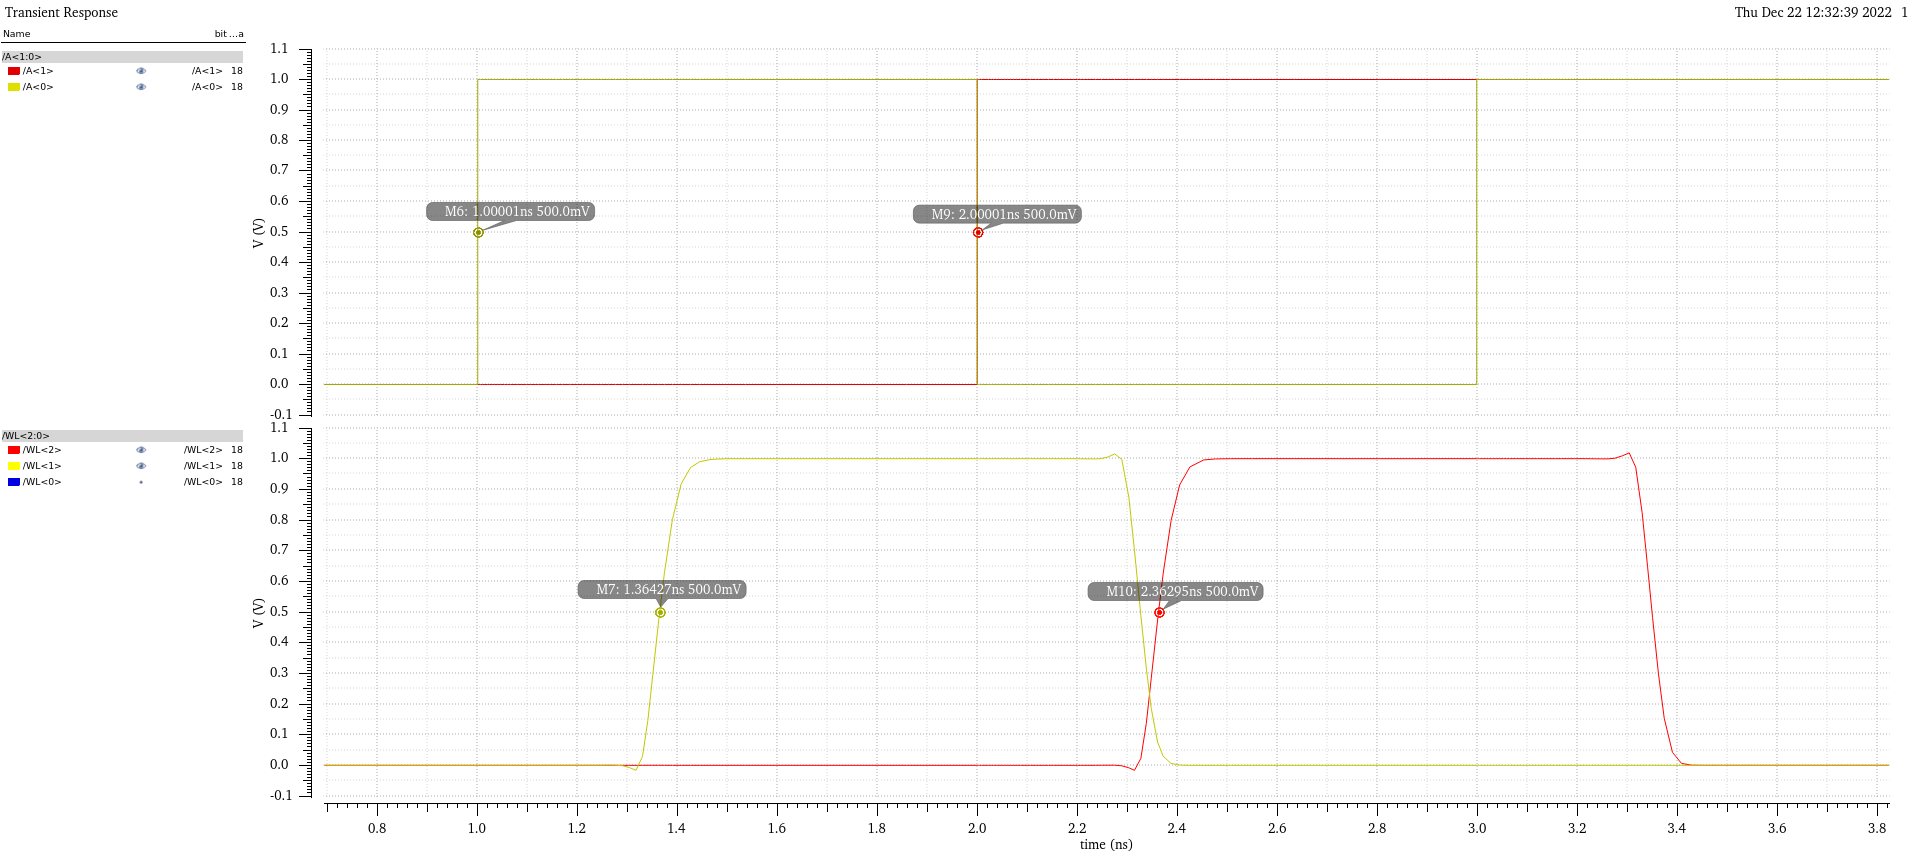 Transient Response
Thu Dec 22 12:32:39 2022 1
Name bit ...a
/A<1:0>
/A<1> /A<1> 18
/A<0> /A<0> 18
1.1
1.0
0.9
0.8
0.7
0.6
0.5
0.4
0.3
0.2
0.1
0.0
-0.1
V (V)
M6: 1.00001ns 500.0mV
M9: 2.00001ns 500.0mV
/WL<2:0>
/WL<2> /WL<2> 18
/WL<1> /WL<1> 18
/WL<0> /WL<0> 18
1.1
1.0
0.9
0.8
0.7
0.6
0.5
0.4
0.3
0.2
0.1
0.0
-0.1
V (V)
M7: 1.36427ns 500.0mV
M10: 2.36295ns 500.0mV
0.8 1.0 1.2 1.4 1.6 1.8 2.0 2.2 2.4 2.6 2.8 3.0 3.2 3.4 3.6 3.8
time (ns)